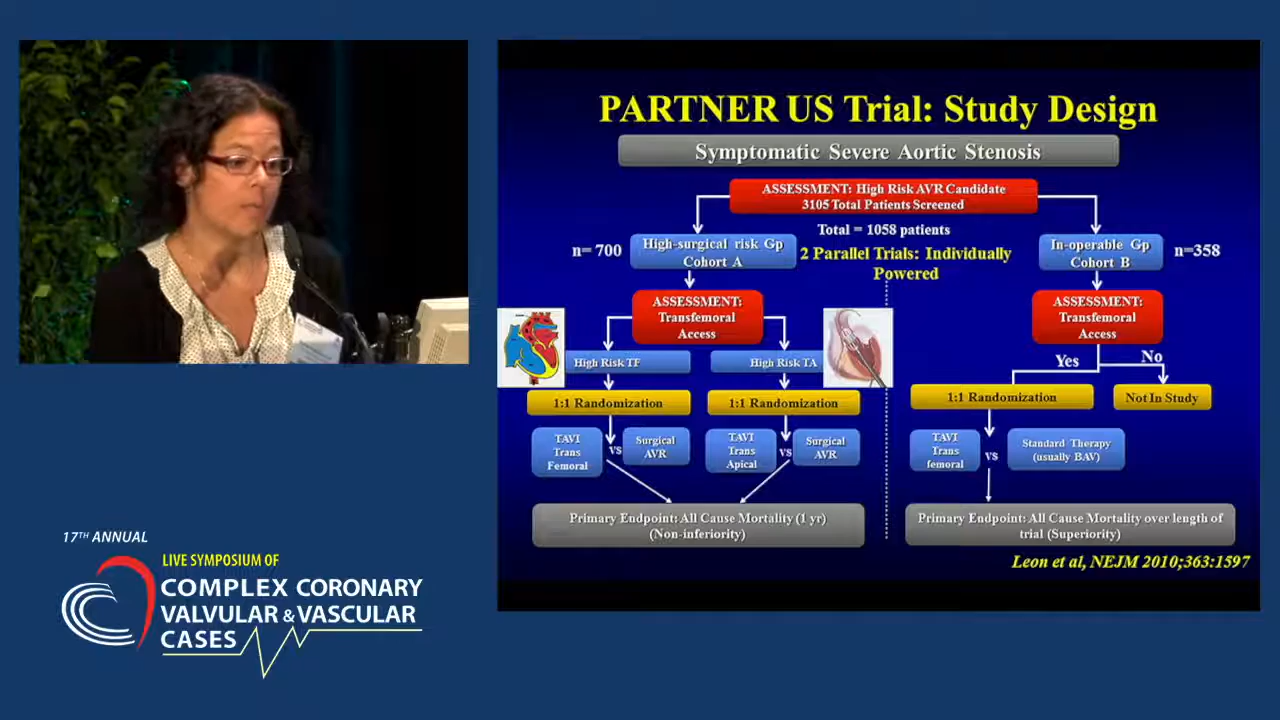 PARTNER US Trial: Study Design
Symptomatic Severe Aortic Stenosis
ASSESSMENT: High Risk AVR Candidate
3105 Total Patients Screened
Total = 1058 patients
2 Parallel Trials: Individually
Powered
n= 700
High-surgical risk Gp
Cohort A
In-operable Gp
Cohort B
n=358
ASSESSMENT:
Transfemoral
Access
ASSESSMENT:
Transfemoral
Access
High Risk TF
High Risk TA
Yes
No
1:1 Randomization
1:1 Randomization
1:1 Randomization
Not In Study
TAVI
Trans
Femoral
vs
Surgical
AVR
TAVI
Trans
Apical
vs
Surgical
AVR
TAVI
Trans
femoral
vs
Standard Therapy
(usually BAV)
Primary Endpoint: All Cause Mortality (1 yr)
(Non-inferiority)
Primary Endpoint: All Cause Mortality over length of
trial (Superiority)
Leon et al, NEJM 2010;363:1597
17TH ANNUAL
LIVE SYMPOSIUM OF
COMPLEX CORONARY
VALVULAR & VASCULAR
CASES